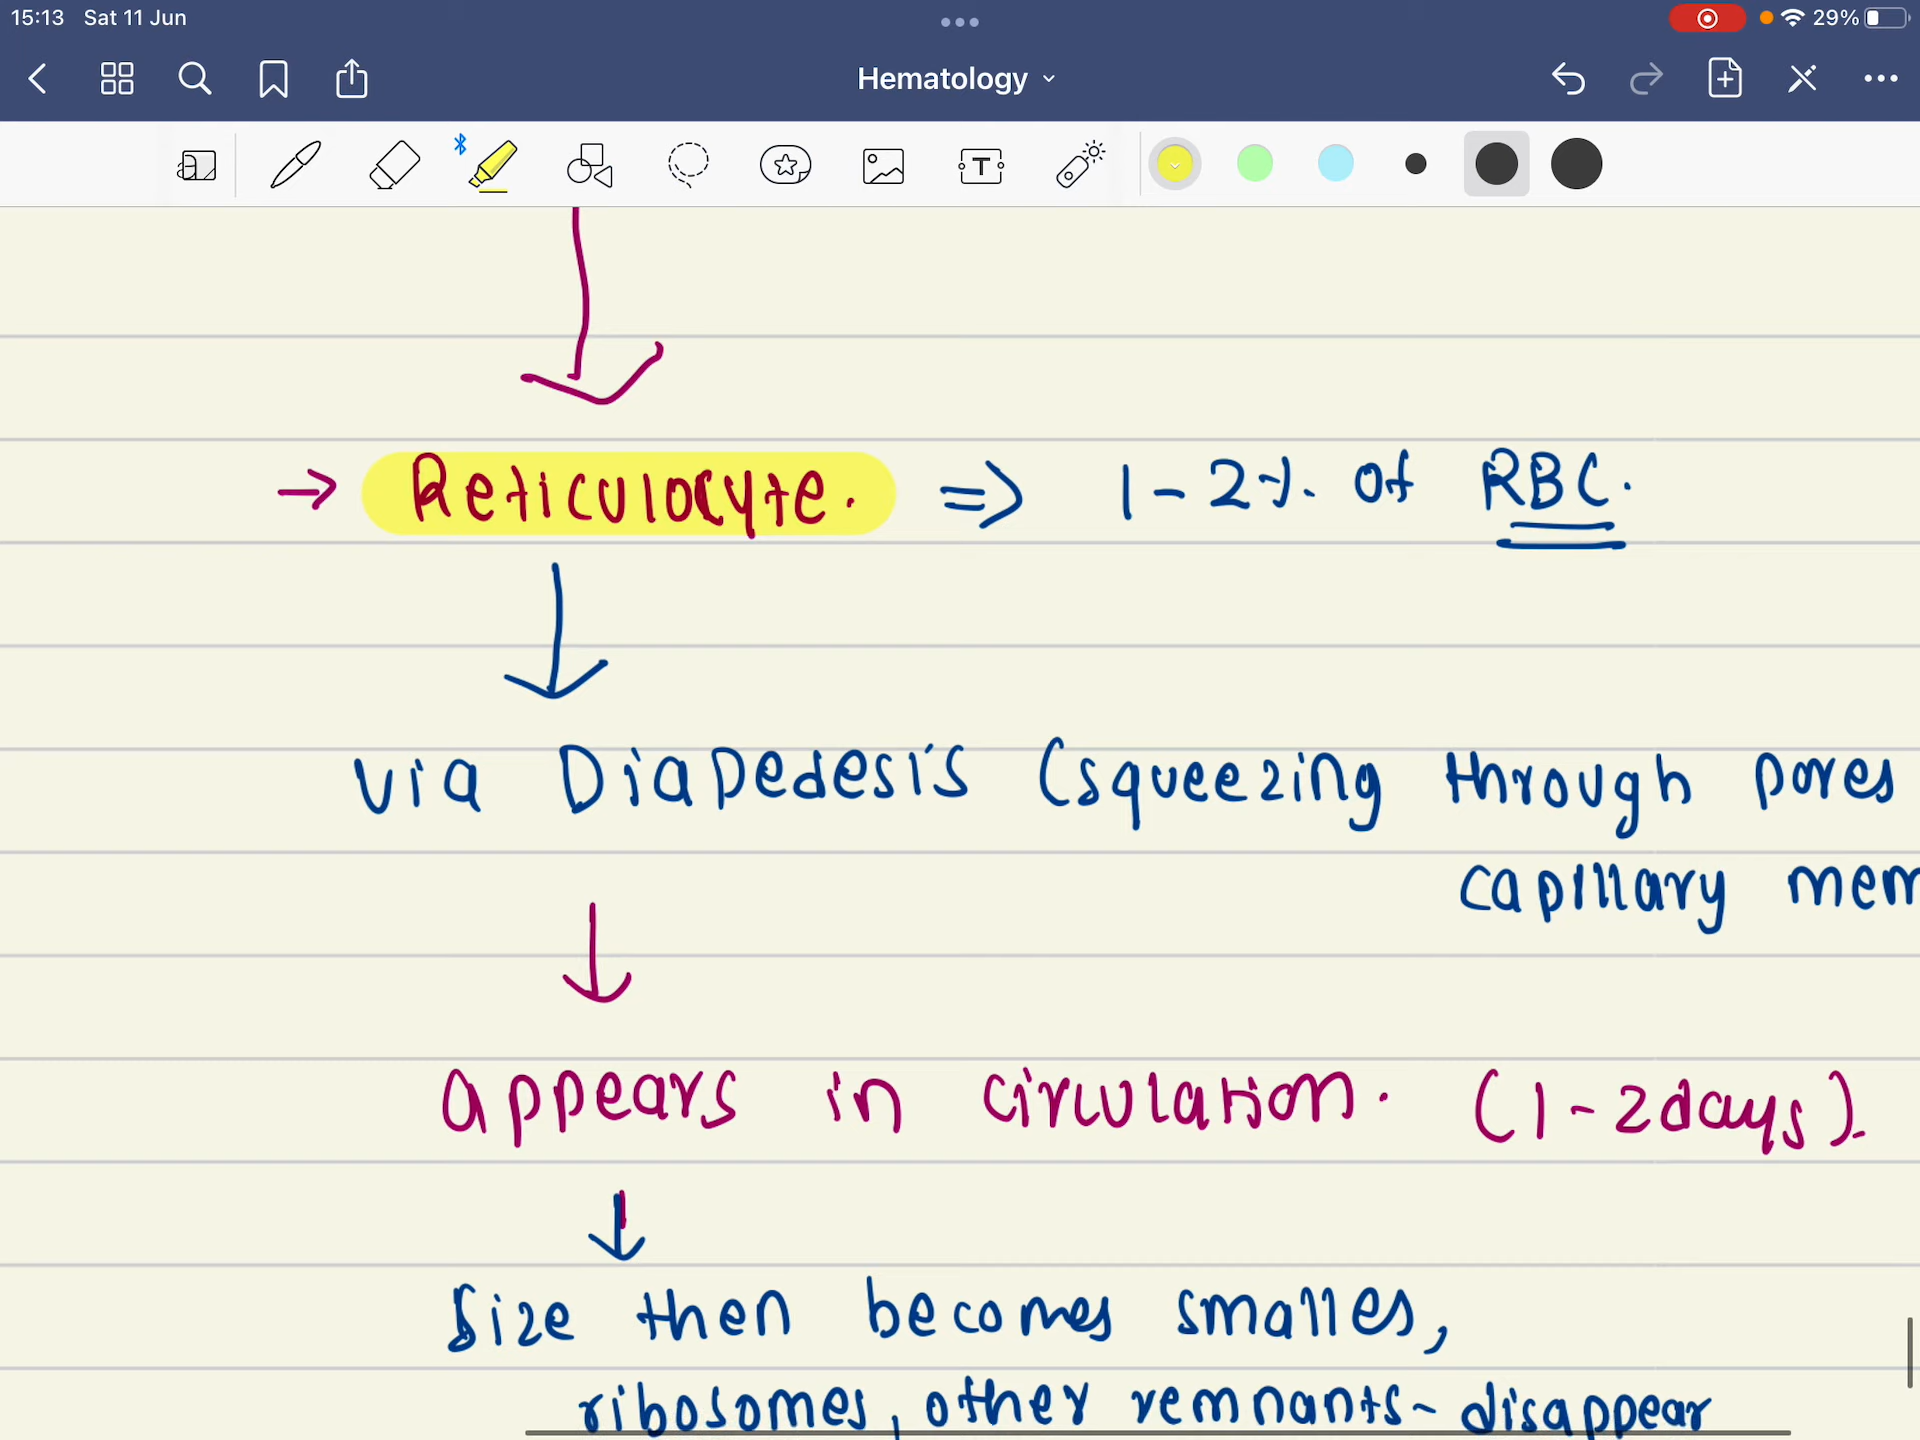 15:13 Sat 11 Jun
29%
Hematology
T
→ Reticulocyte. => 1-2%. of RBC.
via Diapedesis (squeezing through pores
capillary mem
appears in circulation. (1-2days).
Size then becomes smalles,
ribosomes, other remnants- disappear